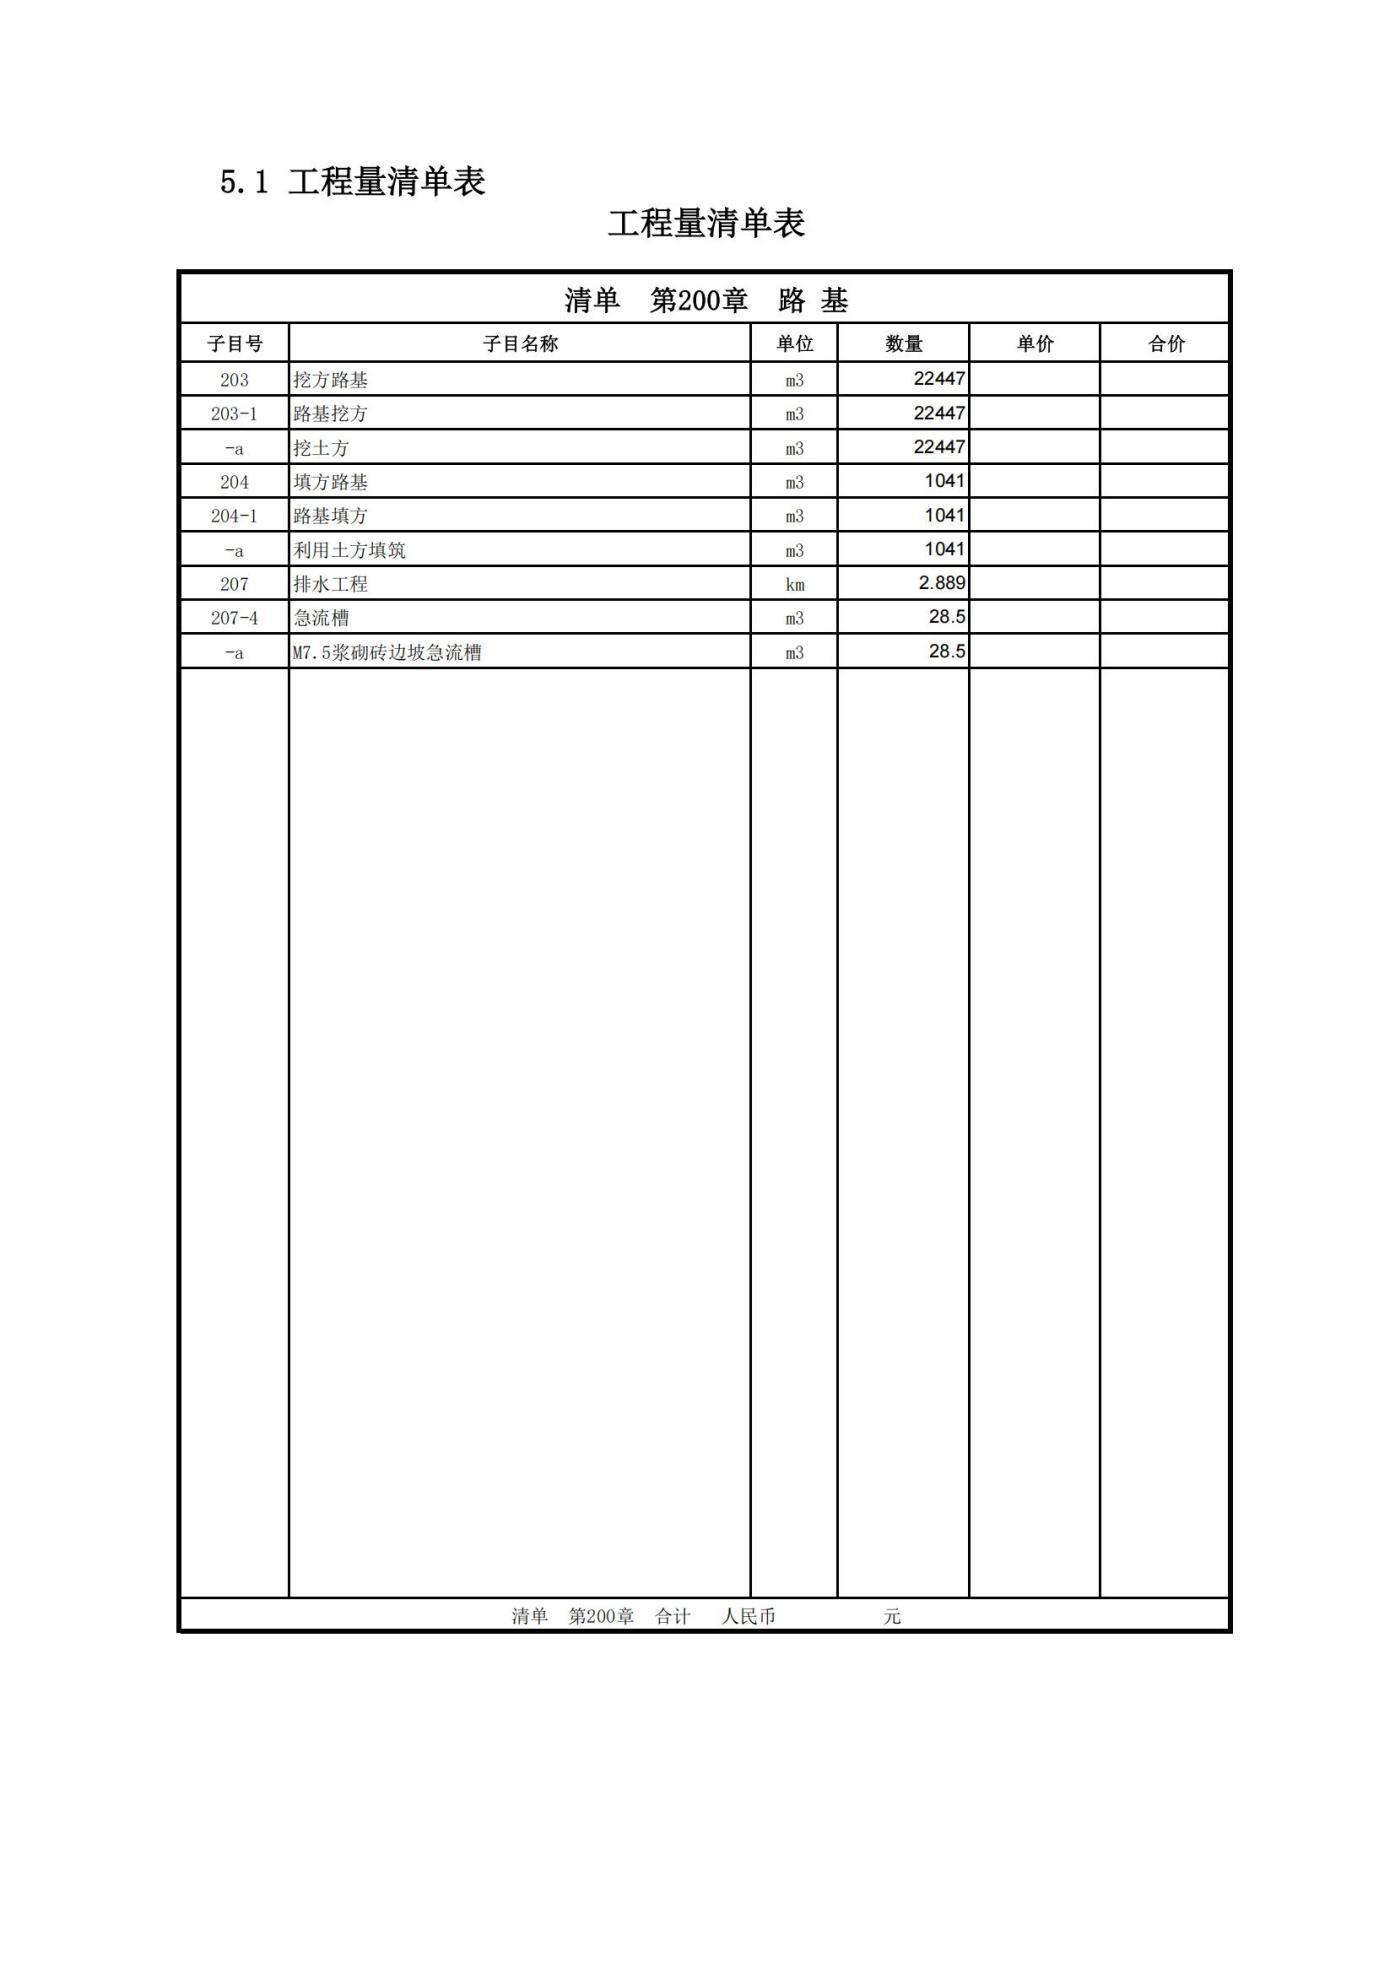 5.1 工程量清单表
工程量清单表
清单 第200章 路 基
子目号 子目名称 单位 数量 单价 合价
203 挖方路基 m3 22447
203-1 路基挖方 m3 22447
-a 挖土方 m3 22447
204 填方路基 m3 1041
204-1 路基填方 m3 1041
-a 利用土方填筑 m3 1041
207 排水工程 km 2.889
207-4 急流槽 m3 28.5
-a M7.5浆砌砖边坡急流槽 m3 28.5
清单 第200章 合计 人民币 元